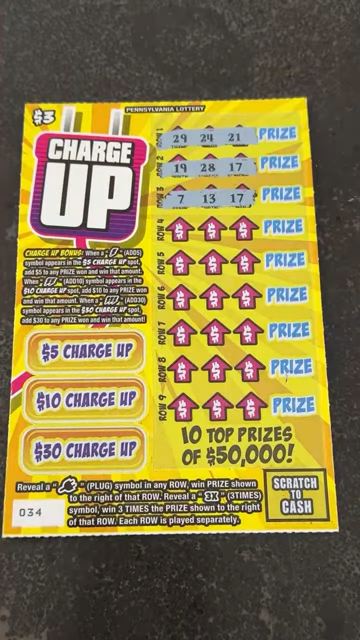 PENNSYLVANIA LOTTERY
$3
CHARGE
UP
CHARGE UP BONUS: When a " " (ADD5)
symbol appears in the $5 CHARGE UP spot,
add $5 to any PRIZE won and win that amount.
When a " " (ADD10) symbol appears in the
$10 CHARGE UP spot, add $10 to any PRIZE won
and win that amount. When a " " (ADD30)
symbol appears in the $30 CHARGE UP spot,
add $30 to any PRIZE won and win that amount!
$5 CHARGE UP
$10 CHARGE UP
$30 CHARGE UP
ROW 1 29 24 21 PRIZE
ROW 2 19 28 17 PRIZE
ROW 3 7 13 17 PRIZE
ROW 4 $ $ $ PRIZE
ROW 5 $ $ $ PRIZE
ROW 6 $ $ $ PRIZE
ROW 7 $ $ $ PRIZE
ROW 8 $ $ $ PRIZE
ROW 9 $ $ $ PRIZE
10 TOP PRIZES
OF $50,000!
Reveal a " " (PLUG) symbol in any ROW, win PRIZE shown
to the right of that ROW. Reveal a "3X" (3TIMES)
symbol, win 3 TIMES the PRIZE shown to the right
of that ROW. Each ROW is played separately.
SCRATCH
TO
CASH
034